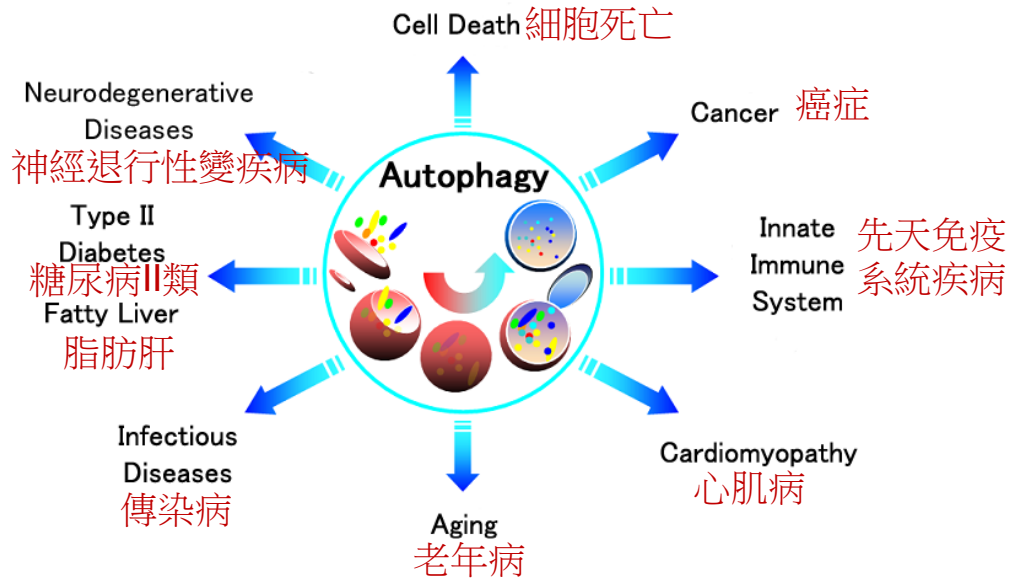 Cell Death 細胞死亡
Neurodegenerative
Diseases
神經退行性變疾病
Cancer 癌症
Autophagy
Type II
Diabetes
糖尿病II類
Fatty Liver
脂肪肝
Innate
Immune
System
先天免疫
系統疾病
Infectious
Diseases
傳染病
Cardiomyopathy
心肌病
Aging
老年病